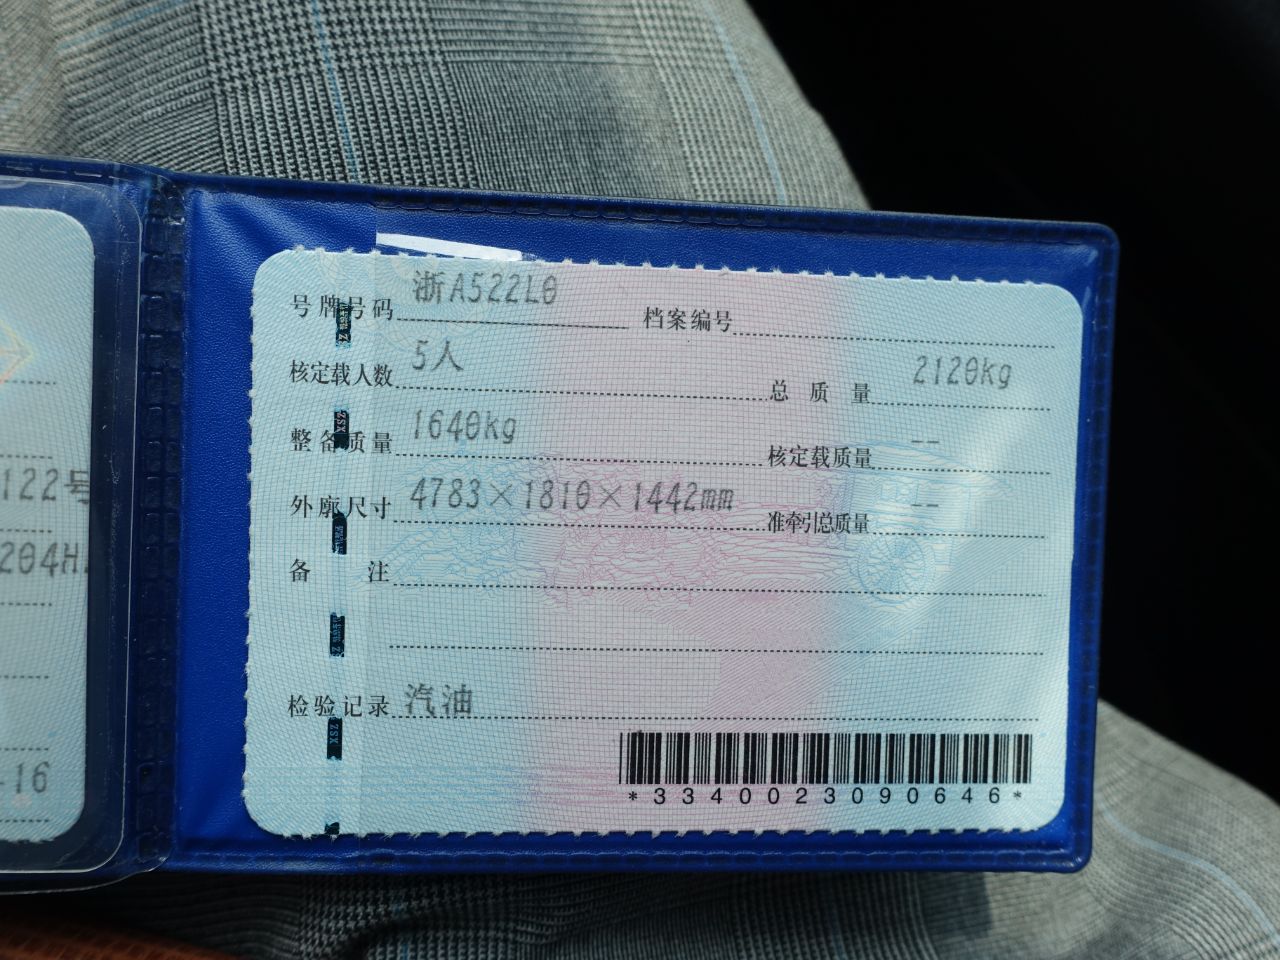 号牌号码 浙A522L0 档案编号
核定载人数 5人 总质量 2120kg
整备质量 1640kg 核定载质量 --
外廓尺寸 4783×1810×1442mm 准牵引总质量 --
备注
检验记录 汽油
*3340023090646*
122号
204H
-16
ZSX
ZSX